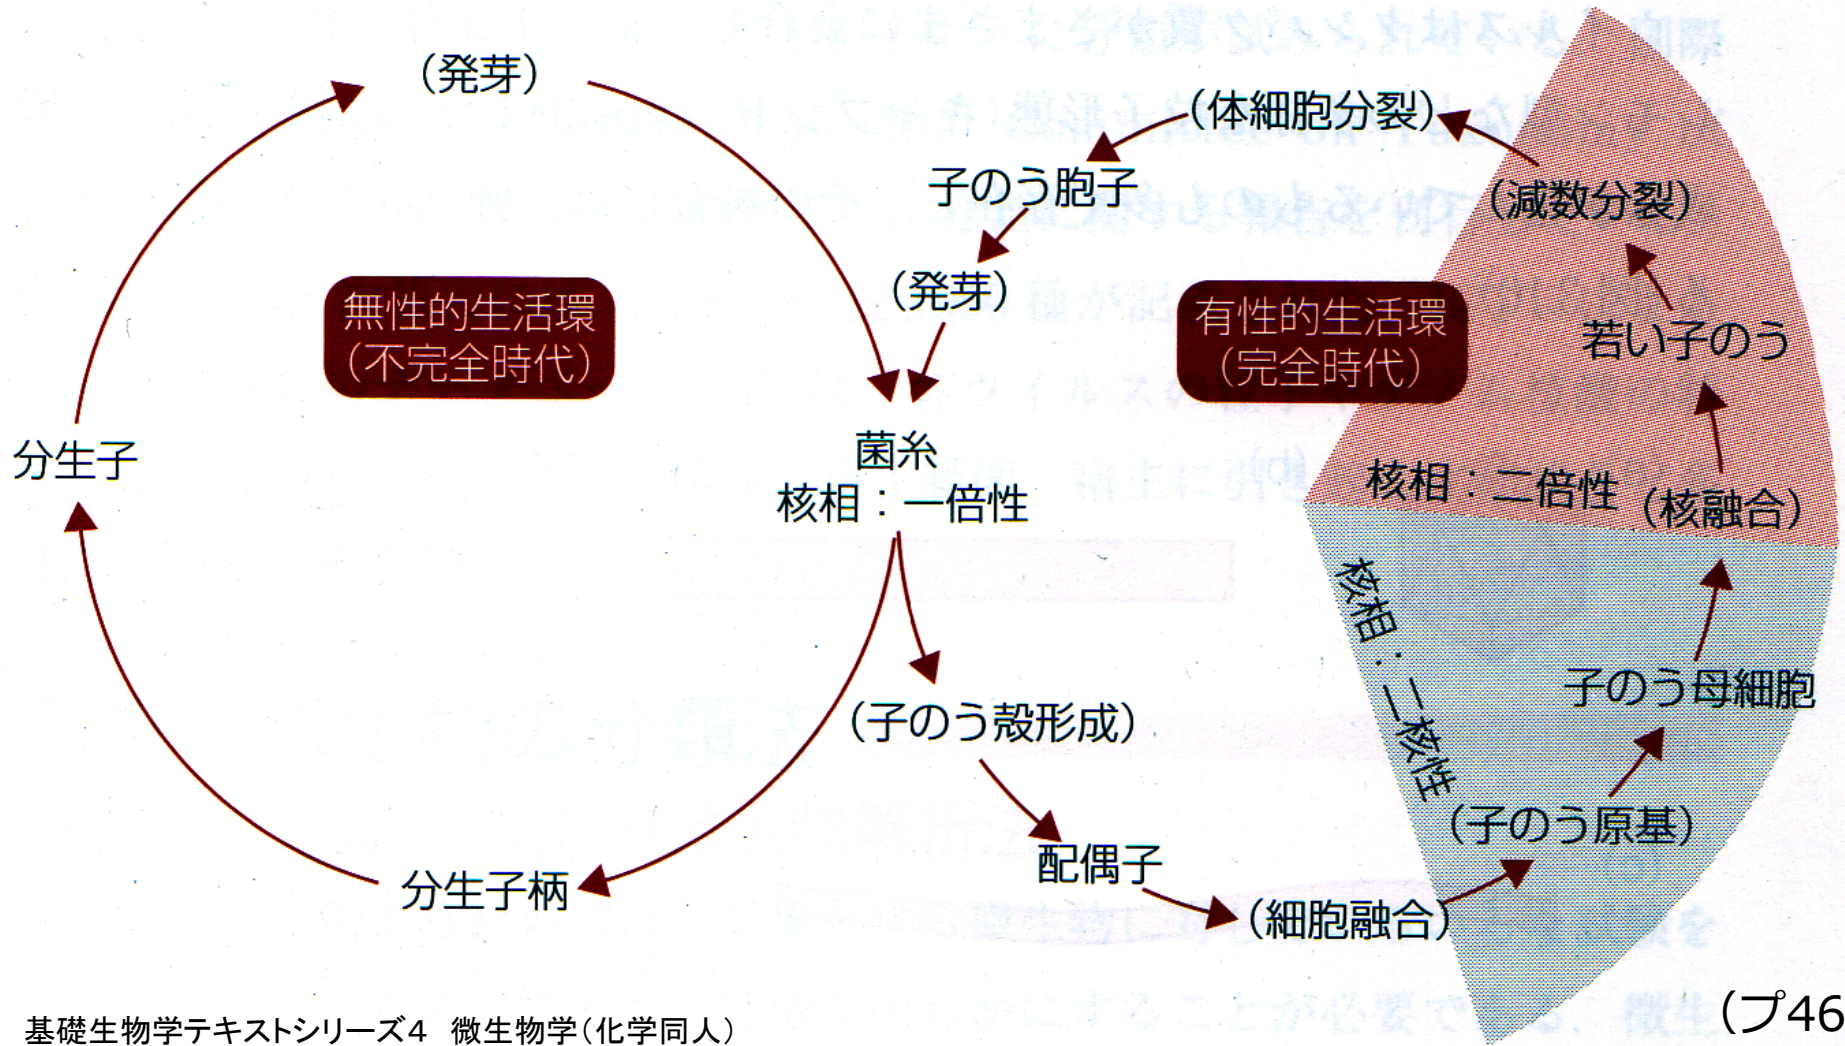 （発芽）
（体細胞分裂）
子のう胞子
（減数分裂）
（発芽）
無性的生活環
（不完全時代）
有性的生活環
（完全時代）
若い子のう
分生子
菌糸
核相：一倍性
核相：二倍性
（核融合）
核相：二核性
子のう母細胞
（子のう殻形成）
（子のう原基）
配偶子
分生子柄
（細胞融合）
（プ46
基礎生物学テキストシリーズ４　微生物学（化学同人）